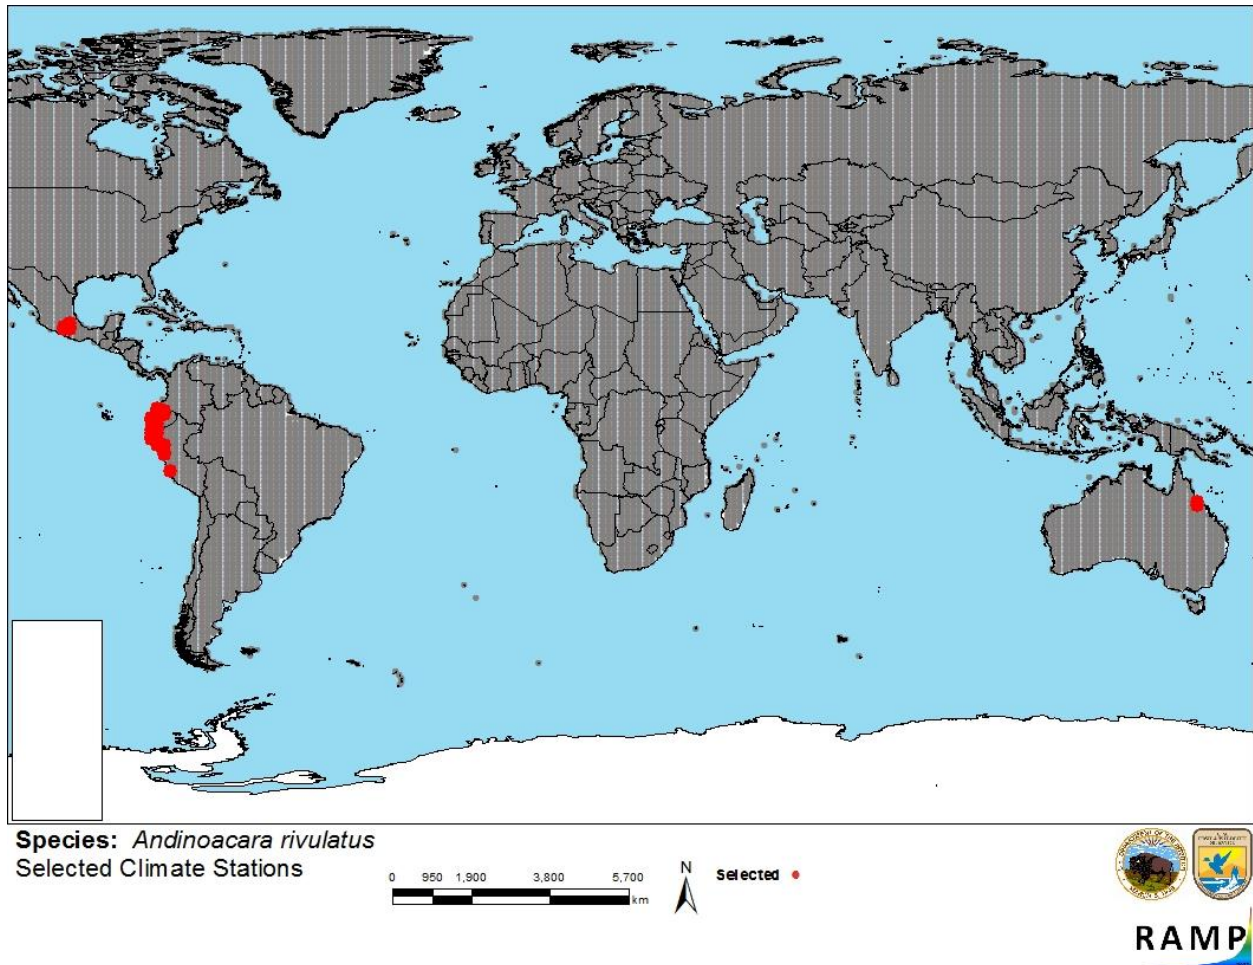 Species: Andinoacara rivulatus
Selected Climate Stations
0 950 1,900 3,800 5,700
km
N
Selected
RAMP